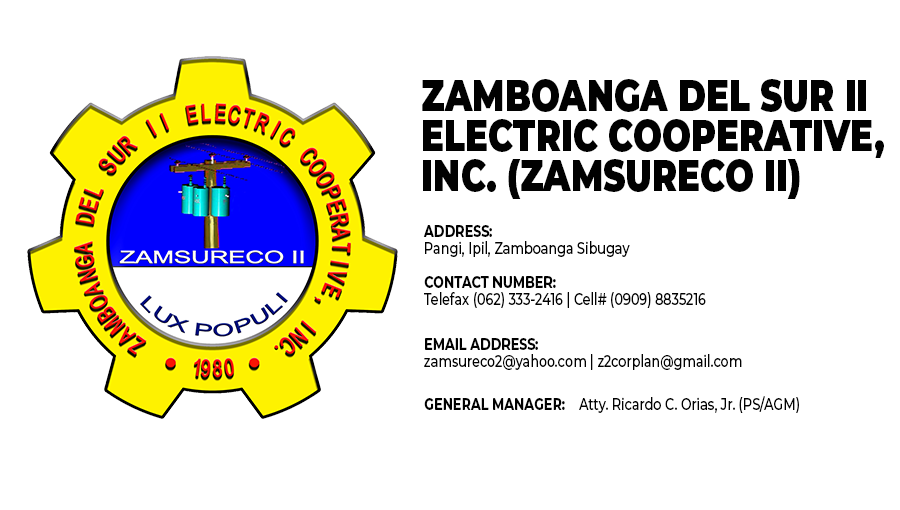 ZAMBOANGA DEL SUR II ELECTRIC COOPERATIVE, INC.
ZAMSURECO II
LUX POPULI
• 1980 •
ZAMBOANGA DEL SUR II
ELECTRIC COOPERATIVE,
INC. (ZAMSURECO II)
ADDRESS:
Pangi, Ipil, Zamboanga Sibugay
CONTACT NUMBER:
Telefax (062) 333-2416 | Cell# (0909) 8835216
EMAIL ADDRESS:
zamsureco2@yahoo.com | z2corplan@gmail.com
GENERAL MANAGER: Atty. Ricardo C. Orias, Jr. (PS/AGM)